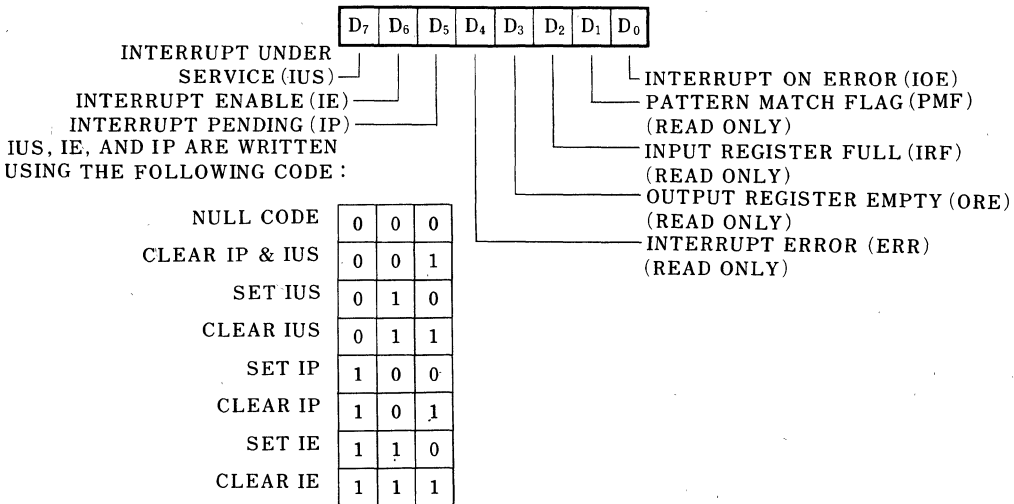 D₇ D₆ D₅ D₄ D₃ D₂ D₁ D₀
INTERRUPT UNDER
SERVICE (IUS)
INTERRUPT ENABLE (IE)
INTERRUPT PENDING (IP)
IUS, IE, AND IP ARE WRITTEN
USING THE FOLLOWING CODE :
INTERRUPT ON ERROR (IOE)
PATTERN MATCH FLAG (PMF)
(READ ONLY)
INPUT REGISTER FULL (IRF)
(READ ONLY)
OUTPUT REGISTER EMPTY (ORE)
(READ ONLY)
INTERRUPT ERROR (ERR)
(READ ONLY)
NULL CODE 0 0 0
CLEAR IP & IUS 0 0 1
SET IUS 0 1 0
CLEAR IUS 0 1 1
SET IP 1 0 0
CLEAR IP 1 0 1
SET IE 1 1 0
CLEAR IE 1 1 1